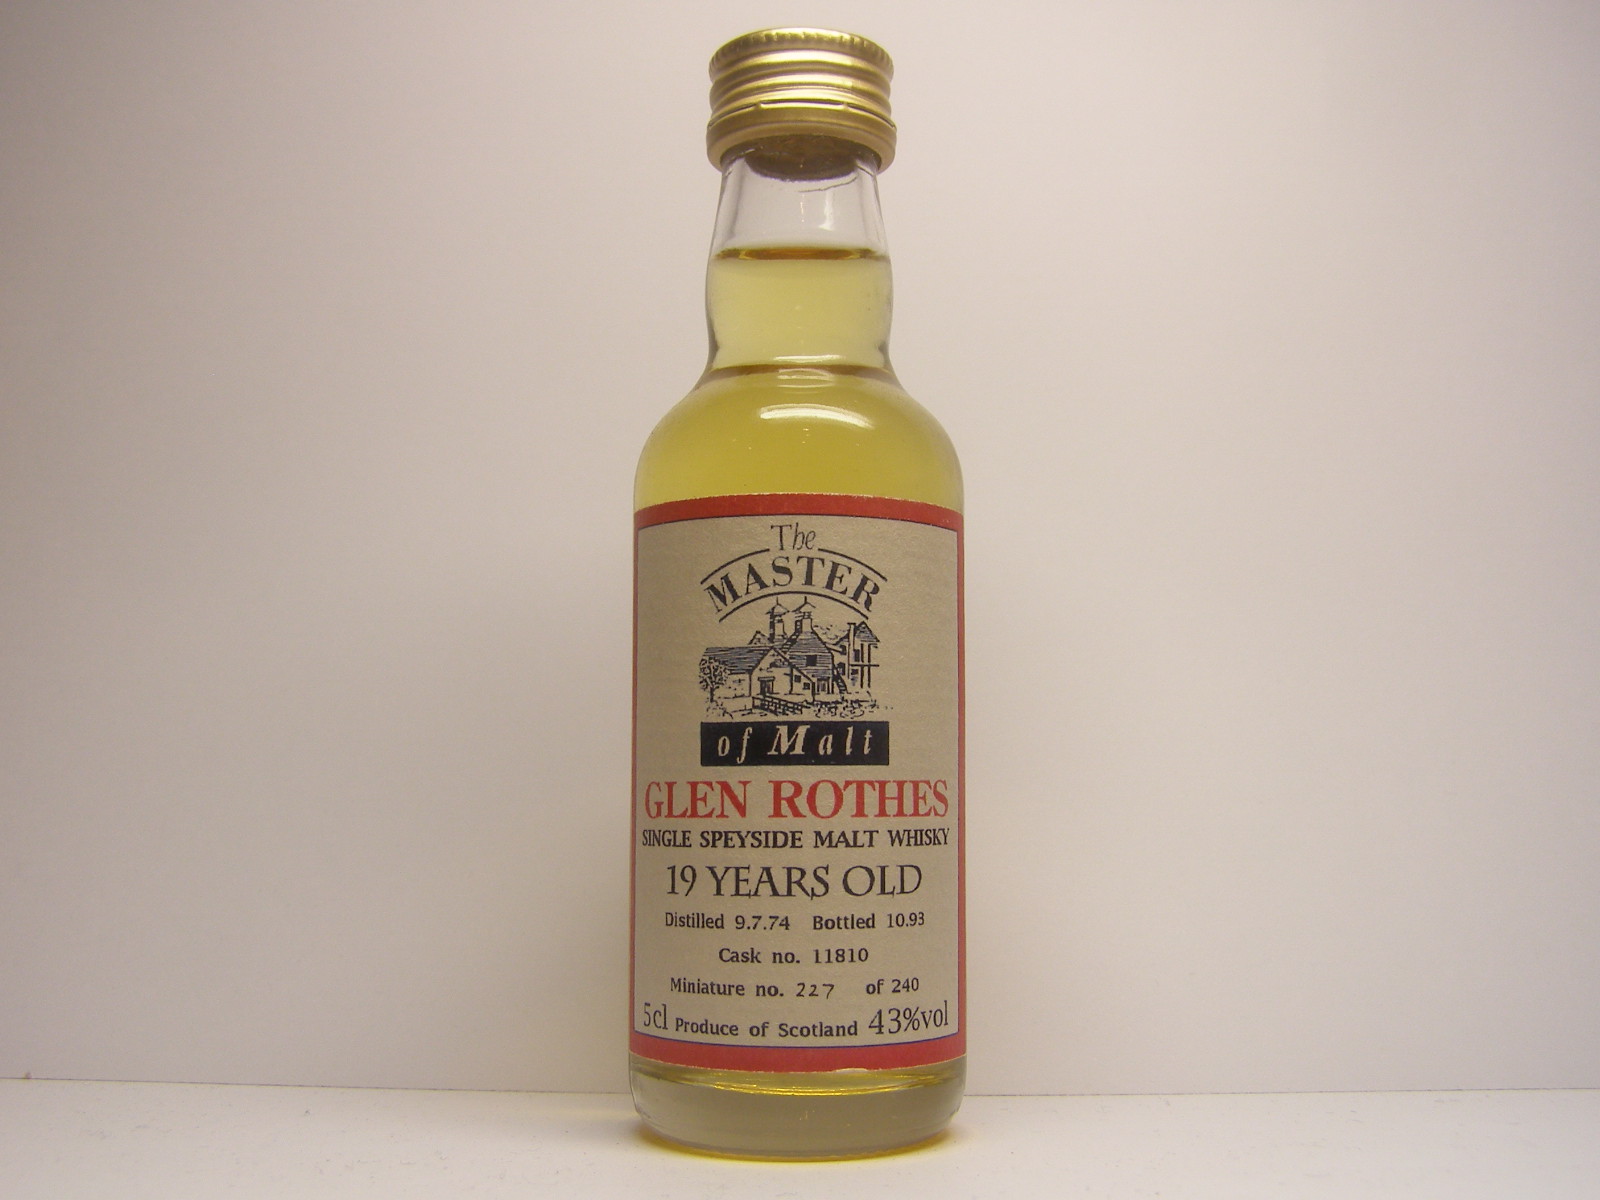 The
MASTER
of Malt
GLEN ROTHES
SINGLE SPEYSIDE MALT WHISKY
19 YEARS OLD
Distilled 9.7.74 Bottled 10.93
Cask no. 11810
Miniature no. 227 of 240
5cl Produce of Scotland 43%vol